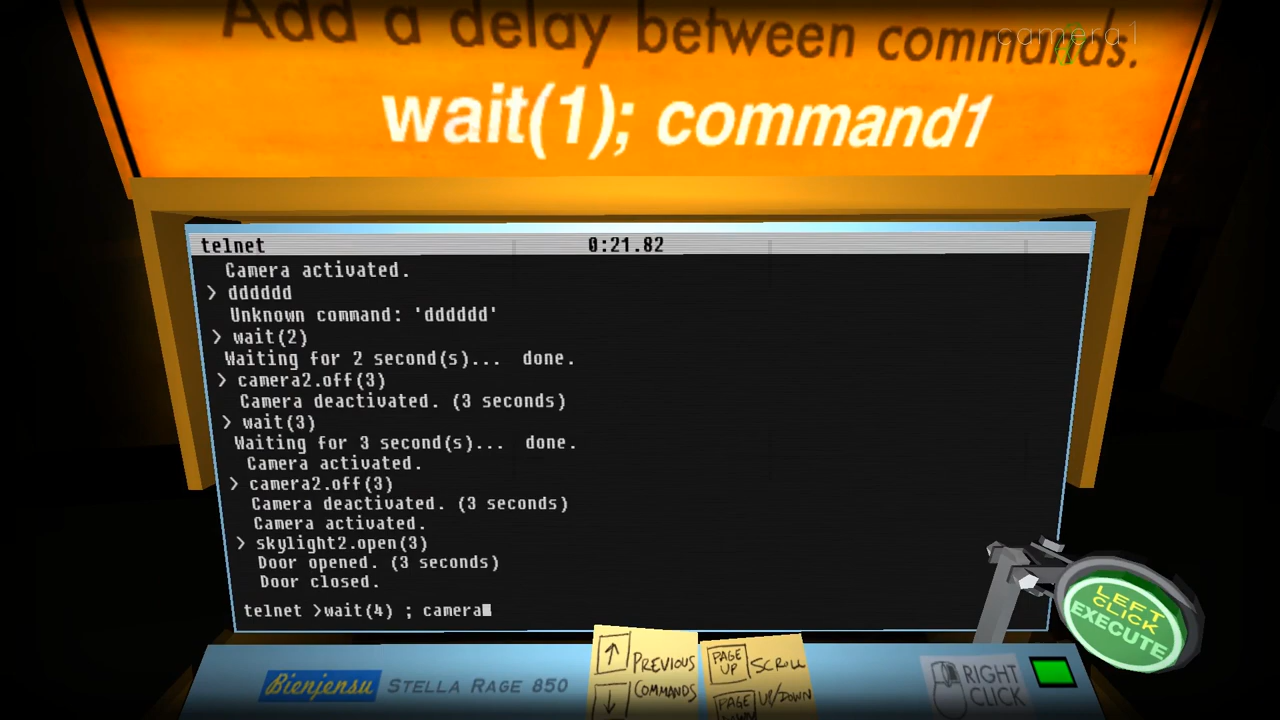 Add a delay between commands.
camera1
wait(1); command1
telnet 0:21.82
Camera activated.
> dddddd
Unknown command: 'dddddd'
> wait(2)
Waiting for 2 second(s)... done.
> camera2.off(3)
Camera deactivated. (3 seconds)
> wait(3)
Waiting for 3 second(s)... done.
Camera activated.
> camera2.off(3)
Camera deactivated. (3 seconds)
Camera activated.
> skylight2.open(3)
Door opened. (3 seconds)
Door closed.
telnet >wait(4) ; camera
LEFT
CLICK
EXECUTE
↑ PREVIOUS
↓ COMMANDS
PAGE UP SCROLL
PAGE DOWN UP/DOWN
Bienjensu STELLA RAGE 850
RIGHT
CLICK